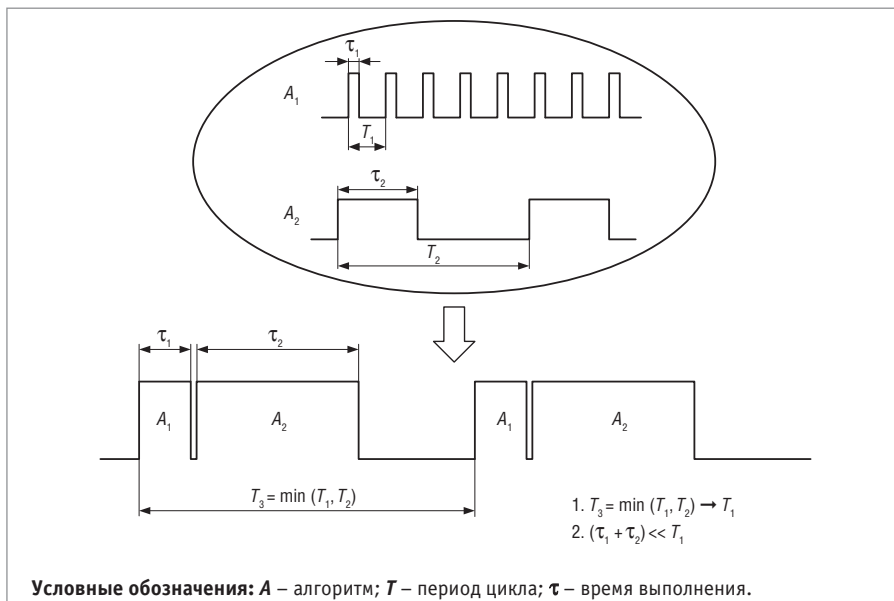 τ₁
A₁
T₁
τ₂
A₂
T₂
τ₁ τ₂
A₁ A₂ A₁ A₂
T₃ = min (T₁, T₂)
1. T₃ = min (T₁, T₂) → T₁
2. (τ₁ + τ₂) << T₁
Условные обозначения: A – алгоритм; T – период цикла; τ – время выполнения.